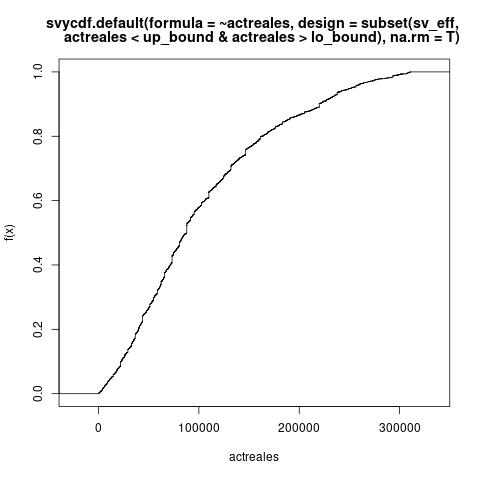 svycdf.default(formula = ~actreales, design = subset(sv_eff,
actreales < up_bound & actreales > lo_bound), na.rm = T)
1.0
0.8
0.6
0.4
0.2
0.0
f(x)
0 100000 200000 300000
actreales